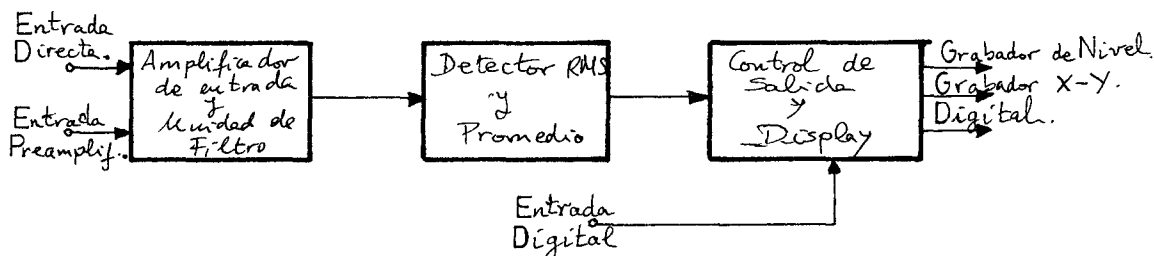 Entrada
Directa.
Entrada
Preamplif.
Amplificador
de entrada
y
Unidad de
Filtro
Detector RMS
y
Promedio
Control de
Salida
y
Display
Grabador de Nivel.
Grabador X-Y.
Digital.
Entrada
Digital